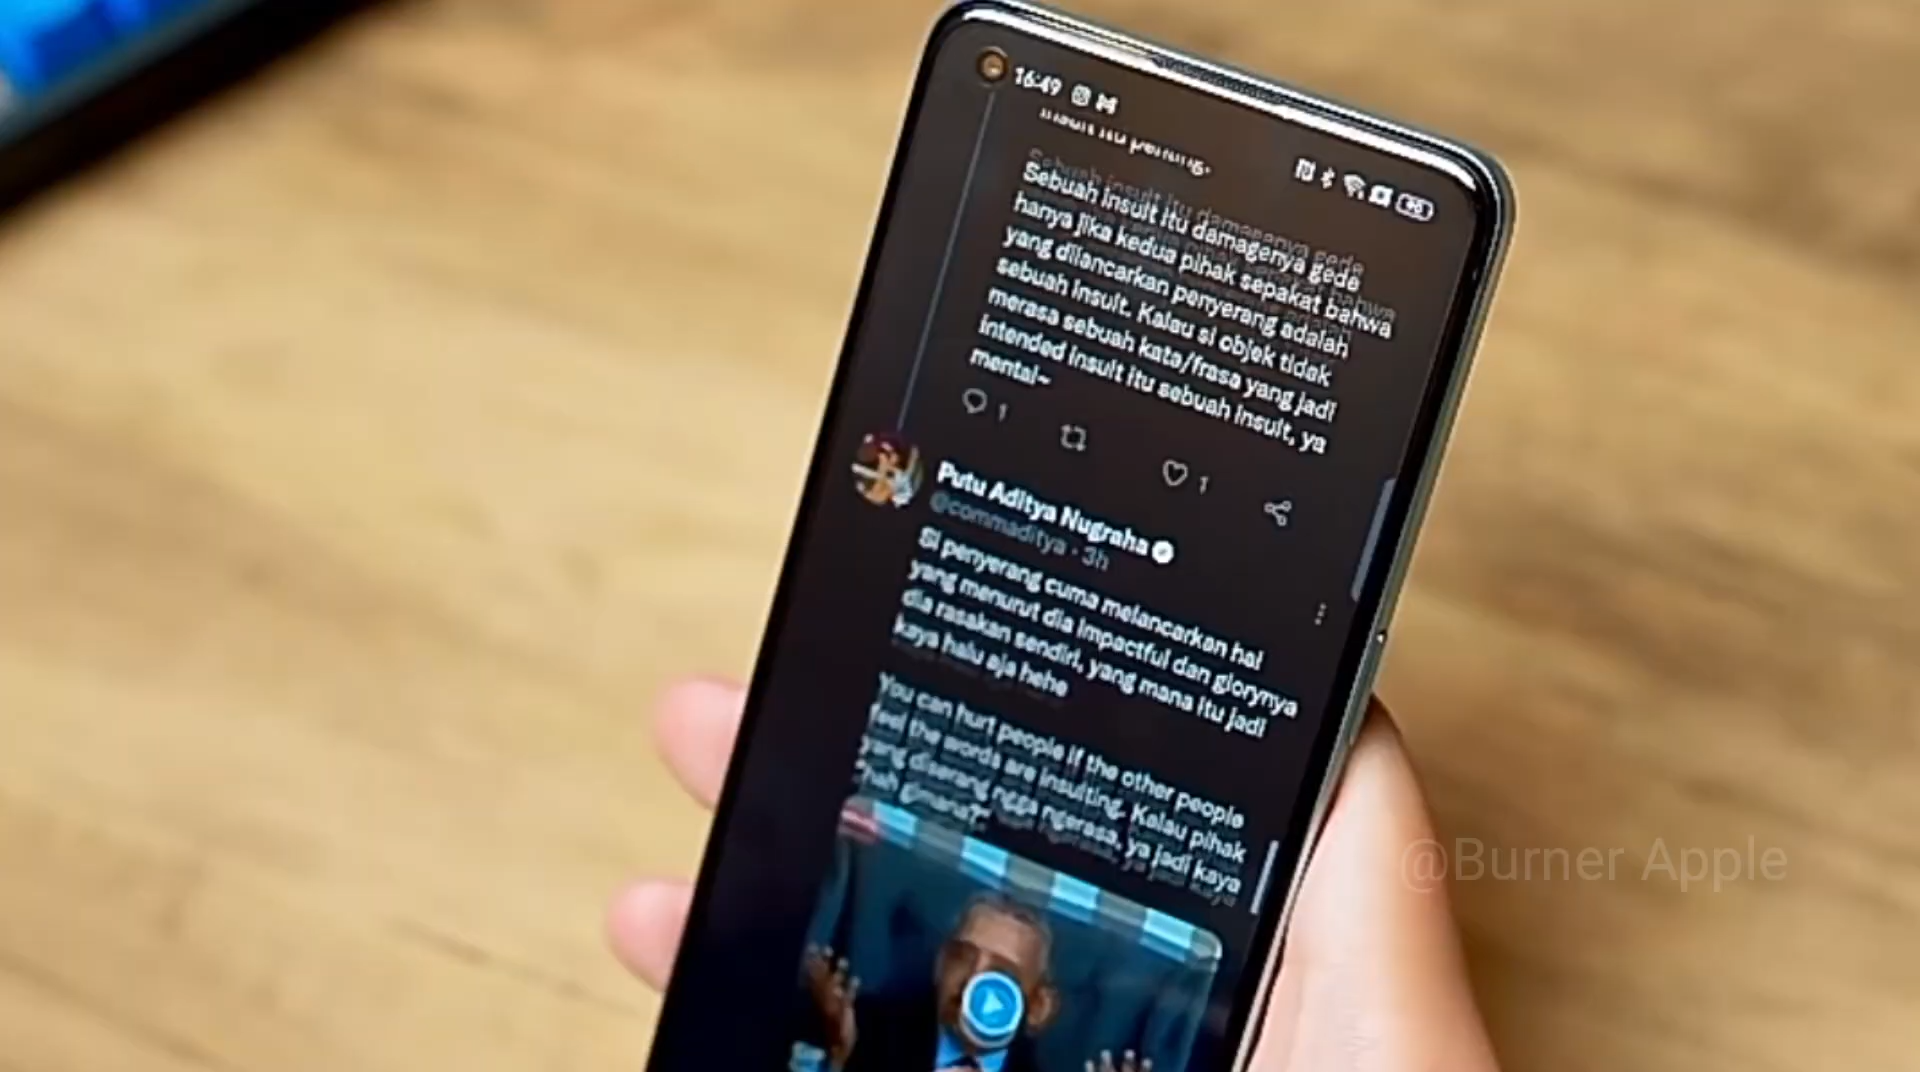 16:49
Sebuah insult itu damagenya gede
hanya jika kedua pihak sepakat bahwa
yang dilancarkan penyerang adalah
sebuah insult. Kalau si objek tidak
merasa sebuah kata/frasa yang jadi
intended insult itu sebuah insult, ya
mental~
1
1
Putu Aditya Nugraha
@commaditya · 3h
Si penyerang cuma melancarkan hal
yang menurut dia impactful dan glorynya
dia rasakan sendiri, yang mana itu jadi
kaya halu aja hehe
You can hurt people if the other people
feel the words are insulting. Kalau pihak
yang diserang ngga ngerasa, ya jadi kaya
"hah gimana?"
@Burner Apple